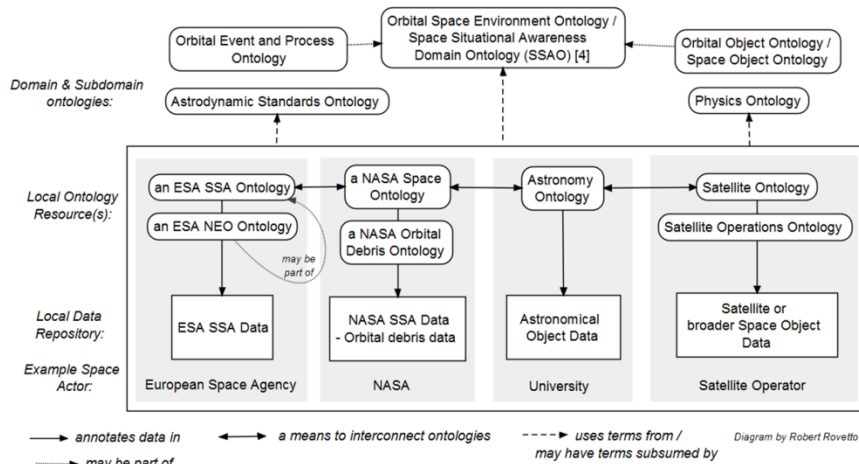 Orbital Event and Process
Ontology
Orbital Space Environment Ontology /
Space Situational Awareness
Domain Ontology (SSAO) [4]
Orbital Object Ontology /
Space Object Ontology
Domain & Subdomain
ontologies:
Astrodynamic Standards Ontology
Physics Ontology
Local Ontology
Resource(s):
an ESA SSA Ontology
an ESA NEO Ontology
may be
part of
a NASA Space
Ontology
a NASA Orbital
Debris Ontology
Astronomy
Ontology
Satellite Ontology
Satellite Operations Ontology
Local Data
Repository:
ESA SSA Data
NASA SSA Data
- Orbital debris data
Astronomical
Object Data
Satellite or
broader Space Object
Data
Example Space
Actor:
European Space Agency
NASA
University
Satellite Operator
annotates data in
a means to interconnect ontologies
uses terms from /
may have terms subsumed by
Diagram by Robert Rovetto
may be part of